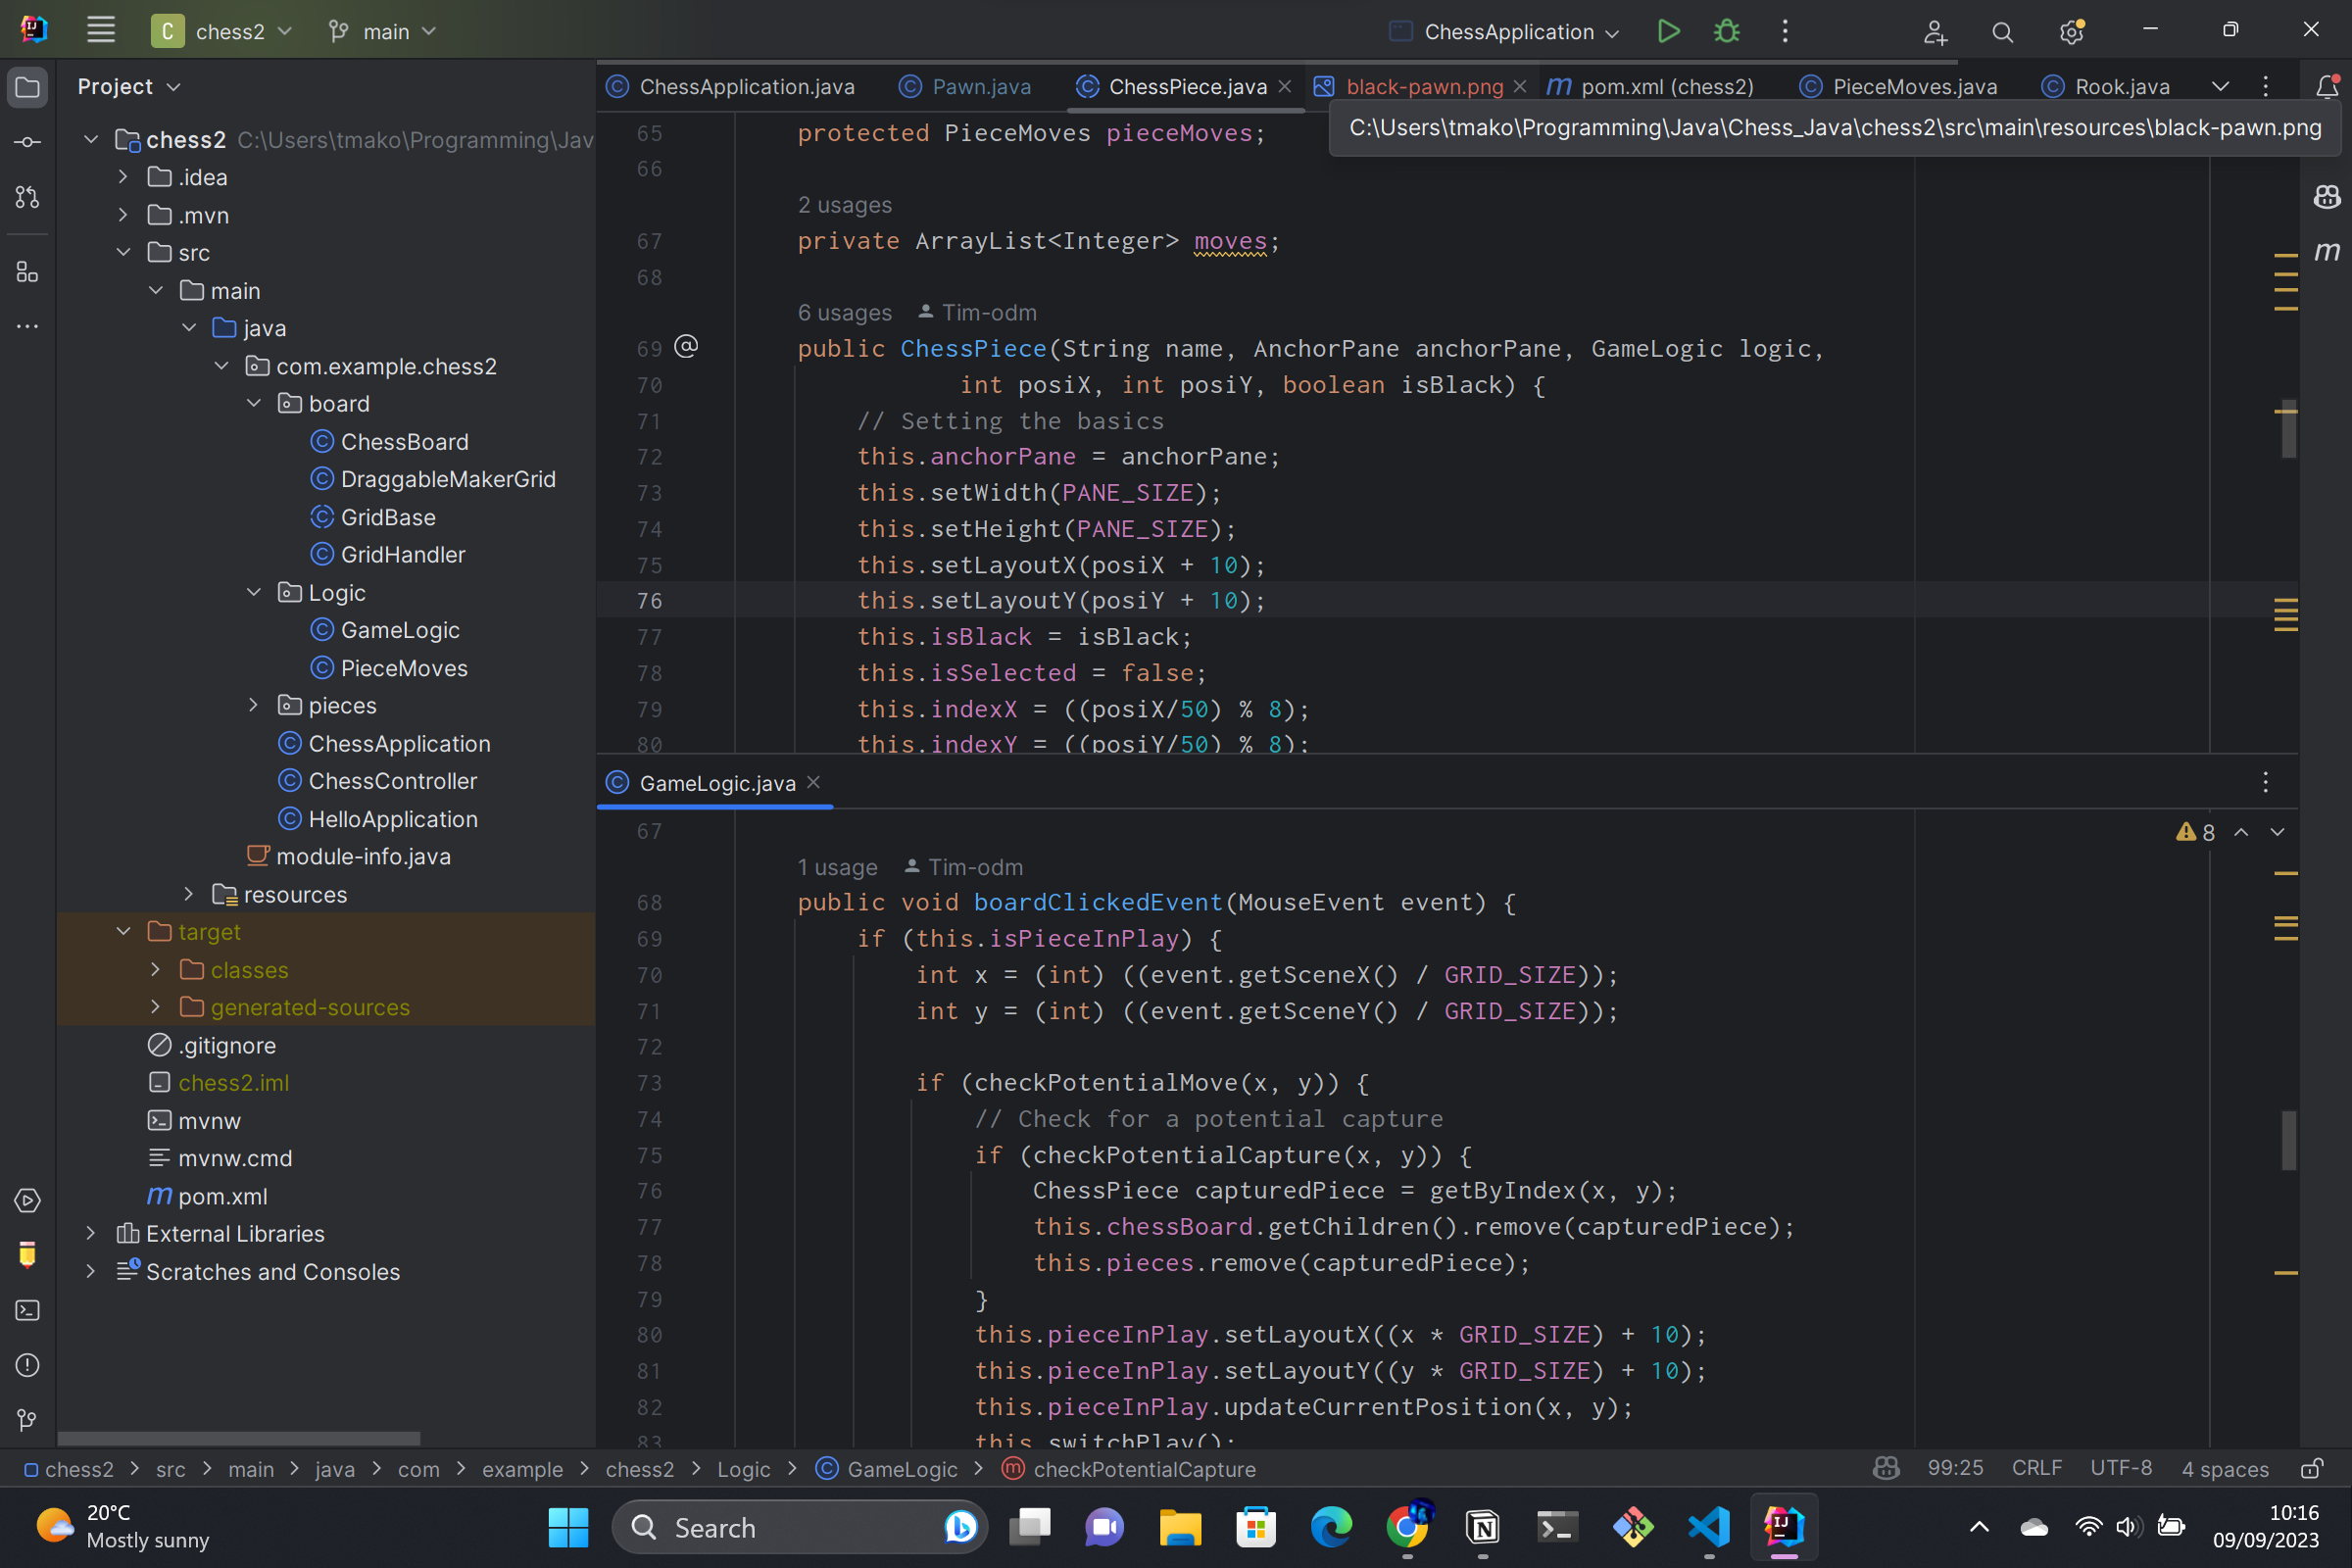 C chess2 main ChessApplication
Project
chess2 C:\Users\tmako\Programming\Jav
.idea
.mvn
src
main
java
com.example.chess2
board
ChessBoard
DraggableMakerGrid
GridBase
GridHandler
Logic
GameLogic
PieceMoves
pieces
ChessApplication
ChessController
HelloApplication
module-info.java
resources
target
classes
generated-sources
.gitignore
chess2.iml
mvnw
mvnw.cmd
m pom.xml
External Libraries
Scratches and Consoles
ChessApplication.java Pawn.java ChessPiece.java black-pawn.png m pom.xml (chess2) PieceMoves.java Rook.java
C:\Users\tmako\Programming\Java\Chess_Java\chess2\src\main\resources\black-pawn.png
m
65 protected PieceMoves pieceMoves;
66
2 usages
67 private ArrayList<Integer> moves;
68
6 usages Tim-odm
69 @ public ChessPiece(String name, AnchorPane anchorPane, GameLogic logic,
70 int posiX, int posiY, boolean isBlack) {
71 // Setting the basics
72 this.anchorPane = anchorPane;
73 this.setWidth(PANE_SIZE);
74 this.setHeight(PANE_SIZE);
75 this.setLayoutX(posiX + 10);
76 this.setLayoutY(posiY + 10);
77 this.isBlack = isBlack;
78 this.isSelected = false;
79 this.indexX = ((posiX/50) % 8);
80 this.indexY = ((posiY/50) % 8);
GameLogic.java
67
8
1 usage Tim-odm
68 public void boardClickedEvent(MouseEvent event) {
69 if (this.isPieceInPlay) {
70 int x = (int) ((event.getSceneX() / GRID_SIZE));
71 int y = (int) ((event.getSceneY() / GRID_SIZE));
72
73 if (checkPotentialMove(x, y)) {
74 // Check for a potential capture
75 if (checkPotentialCapture(x, y)) {
76 ChessPiece capturedPiece = getByIndex(x, y);
77 this.chessBoard.getChildren().remove(capturedPiece);
78 this.pieces.remove(capturedPiece);
79 }
80 this.pieceInPlay.setLayoutX((x * GRID_SIZE) + 10);
81 this.pieceInPlay.setLayoutY((y * GRID_SIZE) + 10);
82 this.pieceInPlay.updateCurrentPosition(x, y);
83 this.switchPlay();
chess2 > src > main > java > com > example > chess2 > Logic > GameLogic > checkPotentialCapture 99:25 CRLF UTF-8 4 spaces
20°C
Mostly sunny
Search
10:16
09/09/2023